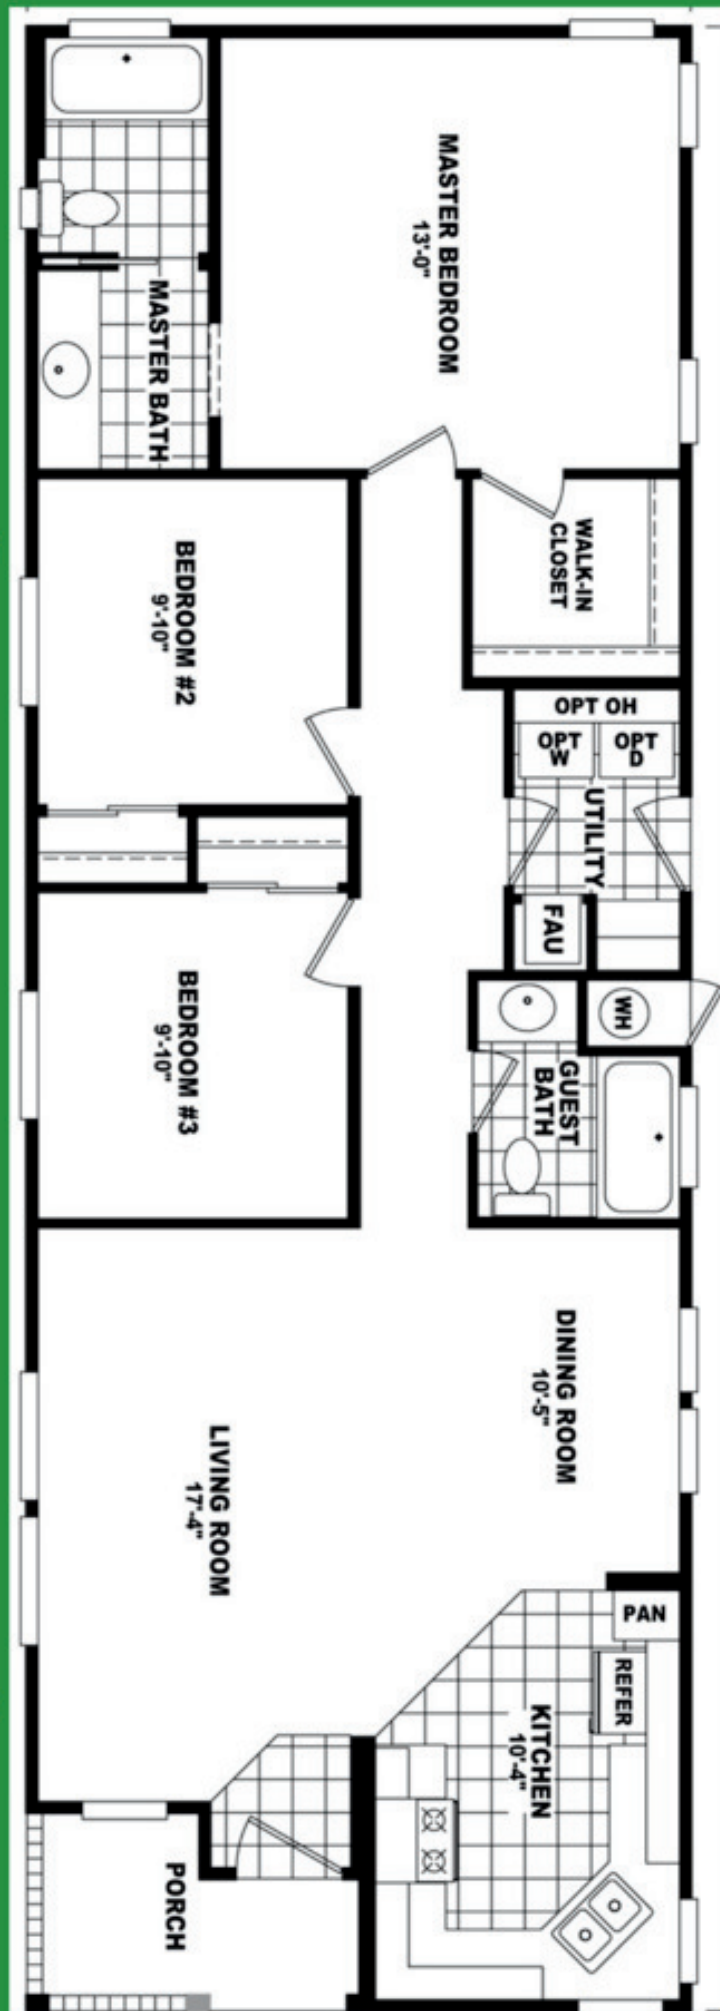 MASTER BEDROOM
13'-0"
MASTER BATH
WALK-IN
CLOSET
BEDROOM #2
9'-10"
OPT OH
OPT
W
OPT
D
UTILITY
FAU
WH
BEDROOM #3
9'-10"
GUEST
BATH
DINING ROOM
10'-5"
LIVING ROOM
17'-4"
PAN
REFER
KITCHEN
10'-4"
PORCH